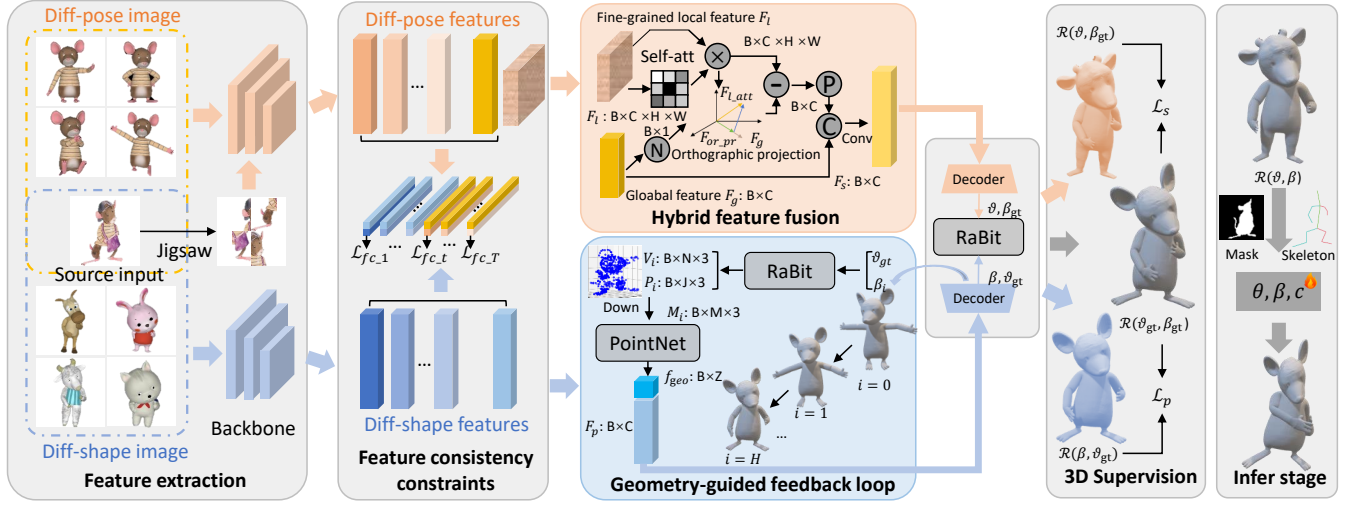 Diff-pose image
Source input
Jigsaw
Diff-shape image
Backbone
Feature extraction
Diff-pose features
...
ℒ_fc_1 ... ℒ_fc_t ... ℒ_fc_T
...
Diff-shape features
Feature consistency
constraints
Fine-grained local feature F_l
Self-att
B×C ×H ×W
F_l : B×C ×H ×W
B×1
N
×
F_l_att
F_or_pr
F_g
Orthographic projection
−
P
B×C
C
Conv
Gloabal feature F_g: B×C
F_s: B×C
Hybrid feature fusion
V_i: B×N×3
P_i: B×J×3
RaBit
ϑ_gt
β_i
Down
M_i: B×M×3
PointNet
f_geo: B×Z
F_p: B×C
i = 0
i = 1
...
i = H
Geometry-guided feedback loop
Decoder
ϑ, β_gt
RaBit
β, ϑ_gt
Decoder
ℛ(ϑ, β_gt)
ℒ_s
ℛ(ϑ_gt, β_gt)
ℒ_p
ℛ(β, ϑ_gt)
3D Supervision
ℛ(ϑ, β)
Mask
Skeleton
θ, β, c
Infer stage